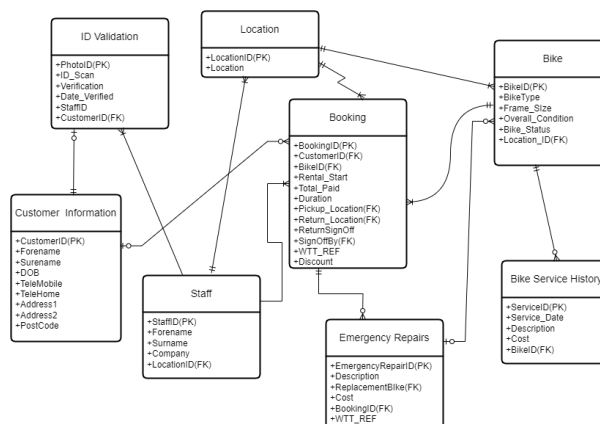 ID Validation
+PhotoID(PK)
+ID_Scan
+Verification
+Date_Verified
+StaffID
+CustomerID(FK)
Location
+LocationID(PK)
+Location
Bike
+BikeID(PK)
+BikeType
+Frame_SIze
+Overall_Condition
+Bike_Status
+Location_ID(FK)
Booking
+BookingID(PK)
+CustomerID(FK)
+BikeID(FK)
+Rental_Start
+Total_Paid
+Duration
+Pickup_Location(FK)
+Return_Location(FK)
+ReturnSignOff
+SignOffBy(FK)
+WTT_REF
+Discount
Customer Information
+CustomerID(PK)
+Forename
+Surename
+DOB
+TeleMobile
+TeleHome
+Address1
+Address2
+PostCode
Staff
+StaffID(PK)
+Forename
+Surname
+Company
+LocationID(FK)
Emergency Repairs
+EmergencyRepairID(PK)
+Description
+ReplacementBIke(FK)
+Cost
+BookingID(FK)
+WTT_REF
Bike Service History
+ServiceID(PK)
+Service_Date
+Description
+Cost
+BikeID(FK)